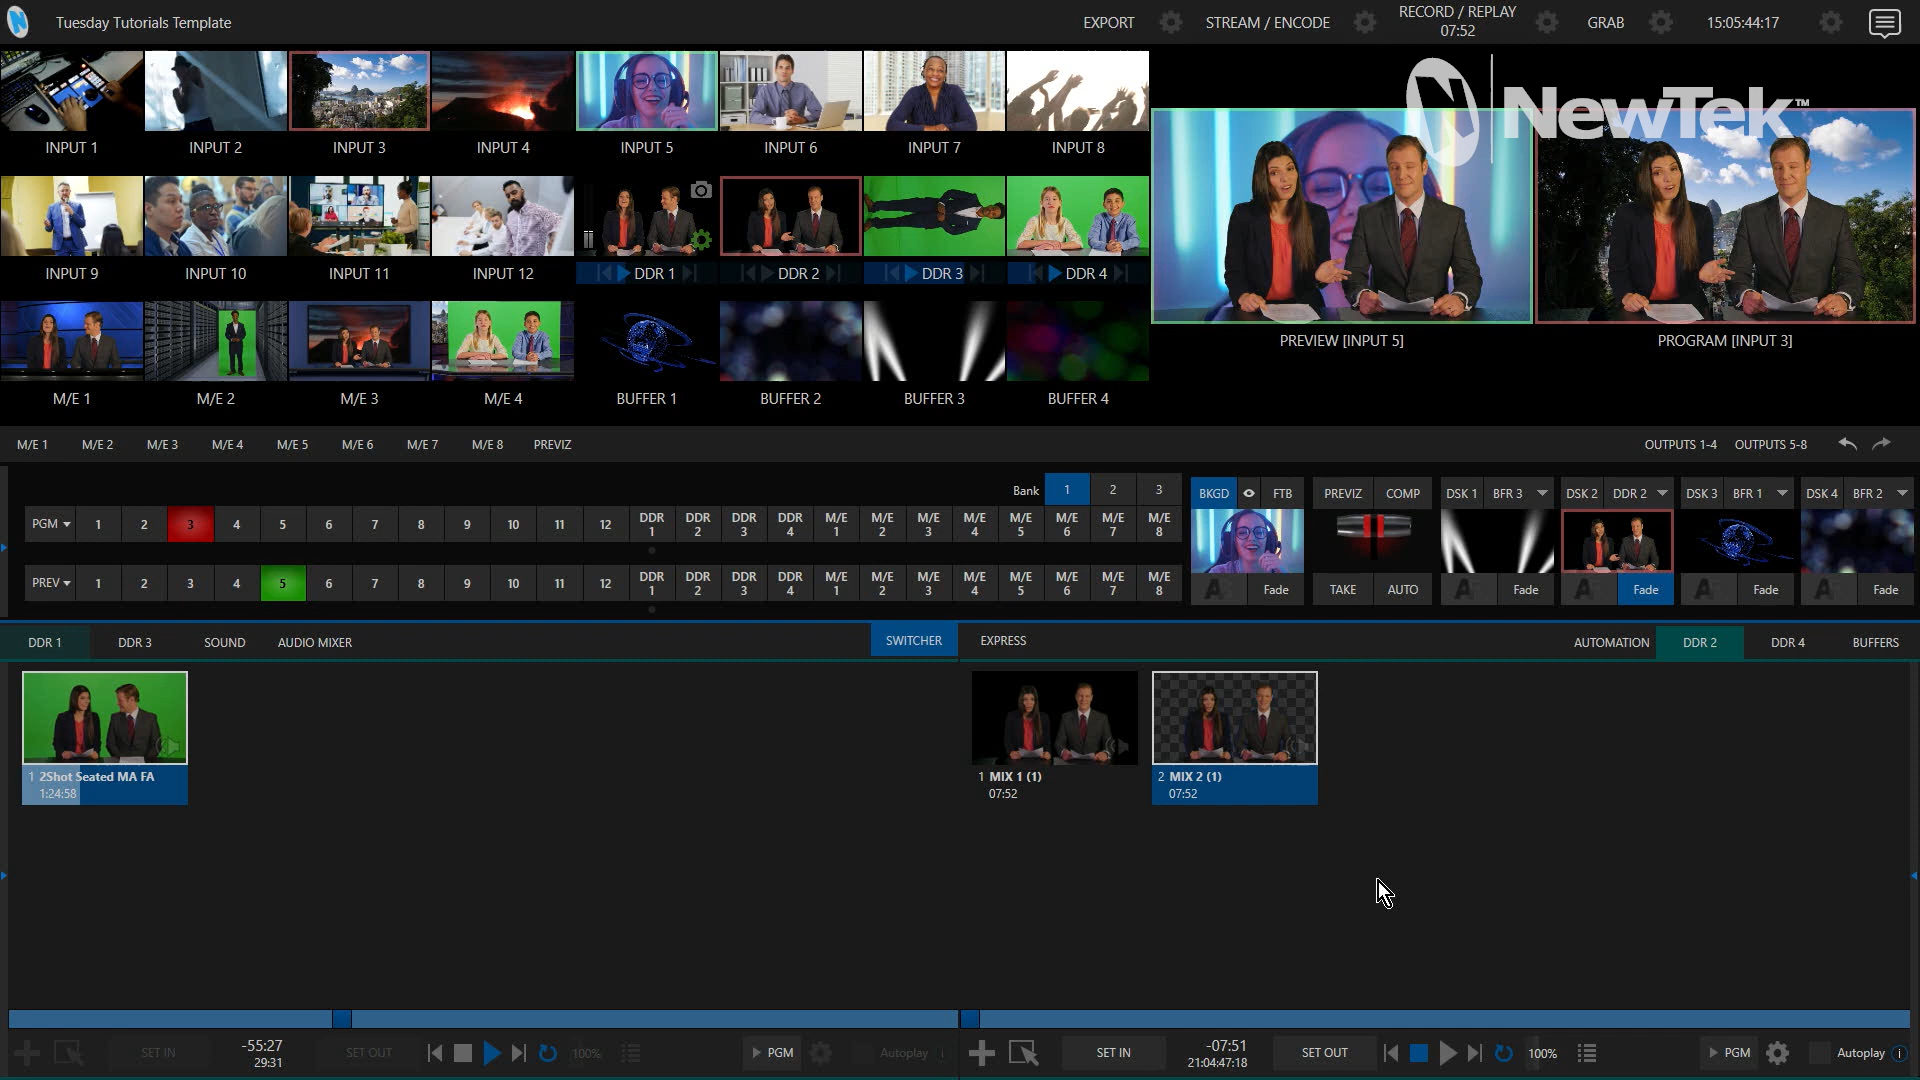 Tuesday Tutorials Template
EXPORT
STREAM / ENCODE
RECORD / REPLAY
07:52
GRAB
15:05:44:17
NewTek™
INPUT 1
INPUT 2
INPUT 3
INPUT 4
INPUT 5
INPUT 6
INPUT 7
INPUT 8
INPUT 9
INPUT 10
INPUT 11
INPUT 12
DDR 1
DDR 2
DDR 3
DDR 4
M/E 1
M/E 2
M/E 3
M/E 4
BUFFER 1
BUFFER 2
BUFFER 3
BUFFER 4
PREVIEW [INPUT 5]
PROGRAM [INPUT 3]
M/E 1 M/E 2 M/E 3 M/E 4 M/E 5 M/E 6 M/E 7 M/E 8 PREVIZ
OUTPUTS 1-4 OUTPUTS 5-8
Bank 1 2 3
PGM 1 2 3 4 5 6 7 8 9 10 11 12 DDR 1 DDR 2 DDR 3 DDR 4 M/E 1 M/E 2 M/E 3 M/E 4 M/E 5 M/E 6 M/E 7 M/E 8
PREV 1 2 3 4 5 6 7 8 9 10 11 12 DDR 1 DDR 2 DDR 3 DDR 4 M/E 1 M/E 2 M/E 3 M/E 4 M/E 5 M/E 6 M/E 7 M/E 8
BKGD FTB
Fade
PREVIZ COMP
TAKE AUTO
DSK 1 BFR 3
Fade
DSK 2 DDR 2
Fade
DSK 3 BFR 1
Fade
DSK 4 BFR 2
Fade
DDR 1 DDR 3 SOUND AUDIO MIXER
SWITCHER EXPRESS
AUTOMATION DDR 2 DDR 4 BUFFERS
1 2Shot Seated MA FA
1:24:58
1 MIX 1 (1)
07:52
2 MIX 2 (1)
07:52
SET IN
-55:27
29:31
SET OUT
100%
PGM
Autoplay
SET IN
-07:51
21:04:47:18
SET OUT
100%
PGM
Autoplay